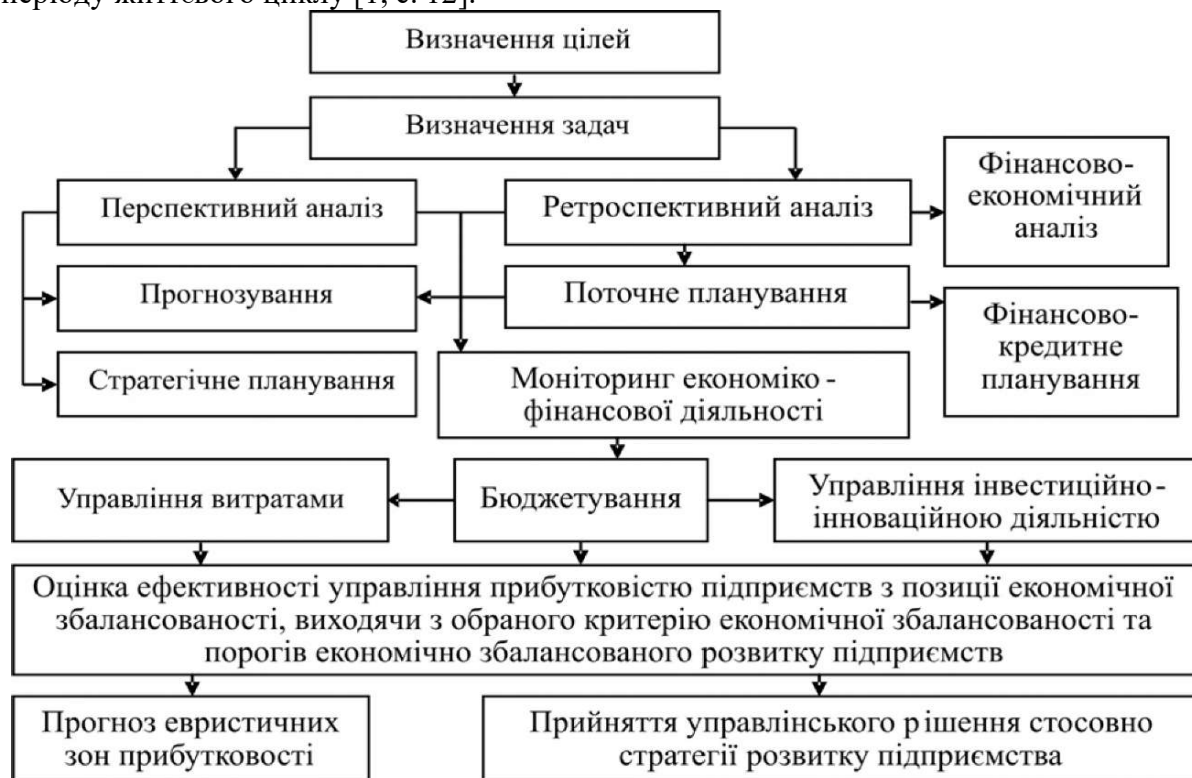 періоду життєвого циклу [1, с. 12].
Визначення цілей
Визначення задач
Перспективний аналіз
Ретроспективний аналіз
Фінансово-
економічний
аналіз
Прогнозування
Поточне планування
Фінансово-
кредитне
планування
Стратегічне планування
Моніторинг економіко -
фінансової діяльності
Управління витратами
Бюджетування
Управління інвестиційно-
інноваційною діяльністю
Оцінка ефективності управління прибутковістю підприємств з позиції економічної
збалансованості, виходячи з обраного критерію економічної збалансованості та
порогів економічно збалансованого розвитку підприємств
Прогноз евристичних
зон прибутковості
Прийняття управлінського рішення стосовно
стратегії розвитку підприємства